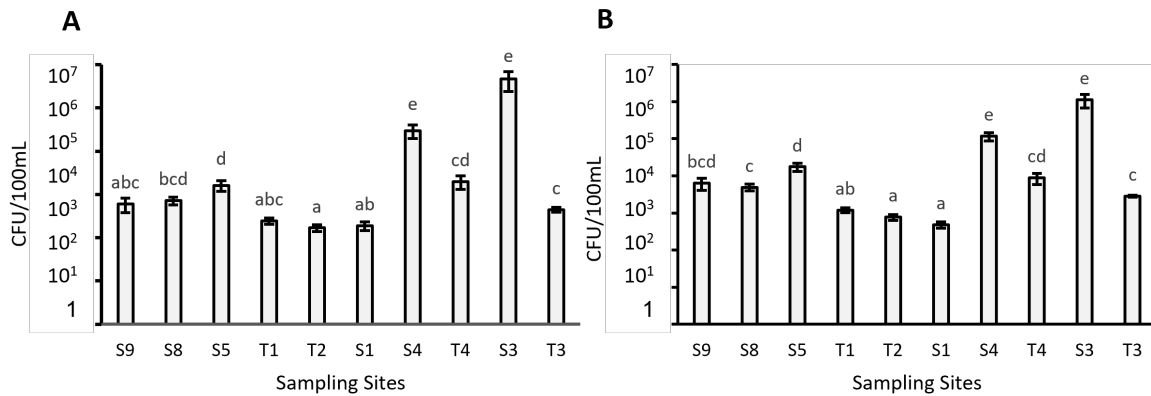 A
CFU/100mL
10⁷
10⁶
10⁵
10⁴
10³
10²
10¹
1
abc
bcd
d
abc
a
ab
e
cd
e
c
S9 S8 S5 T1 T2 S1 S4 T4 S3 T3
Sampling Sites
B
CFU/100mL
10⁷
10⁶
10⁵
10⁴
10³
10²
10¹
1
bcd
c
d
ab
a
a
e
cd
e
c
S9 S8 S5 T1 T2 S1 S4 T4 S3 T3
Sampling Sites